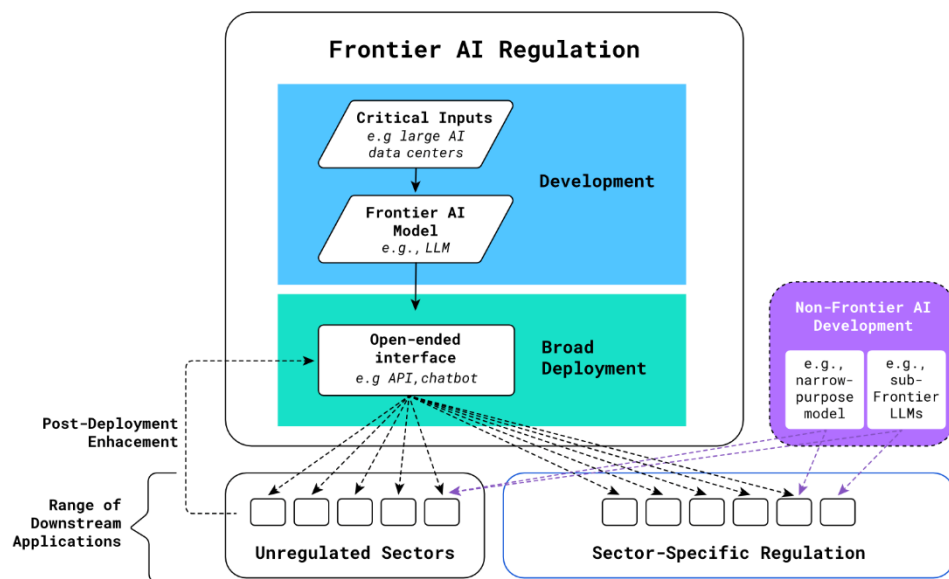 Frontier AI Regulation
Critical Inputs
e.g large AI
data centers
Development
Frontier AI
Model
e.g., LLM
Non-Frontier AI
Development
e.g.,
narrow-
purpose
model
e.g.,
sub-
Frontier
LLMs
Open-ended
interface
e.g API,chatbot
Broad
Deployment
Post-Deployment
Enhacement
Range of
Downstream
Applications
Unregulated Sectors
Sector-Specific Regulation